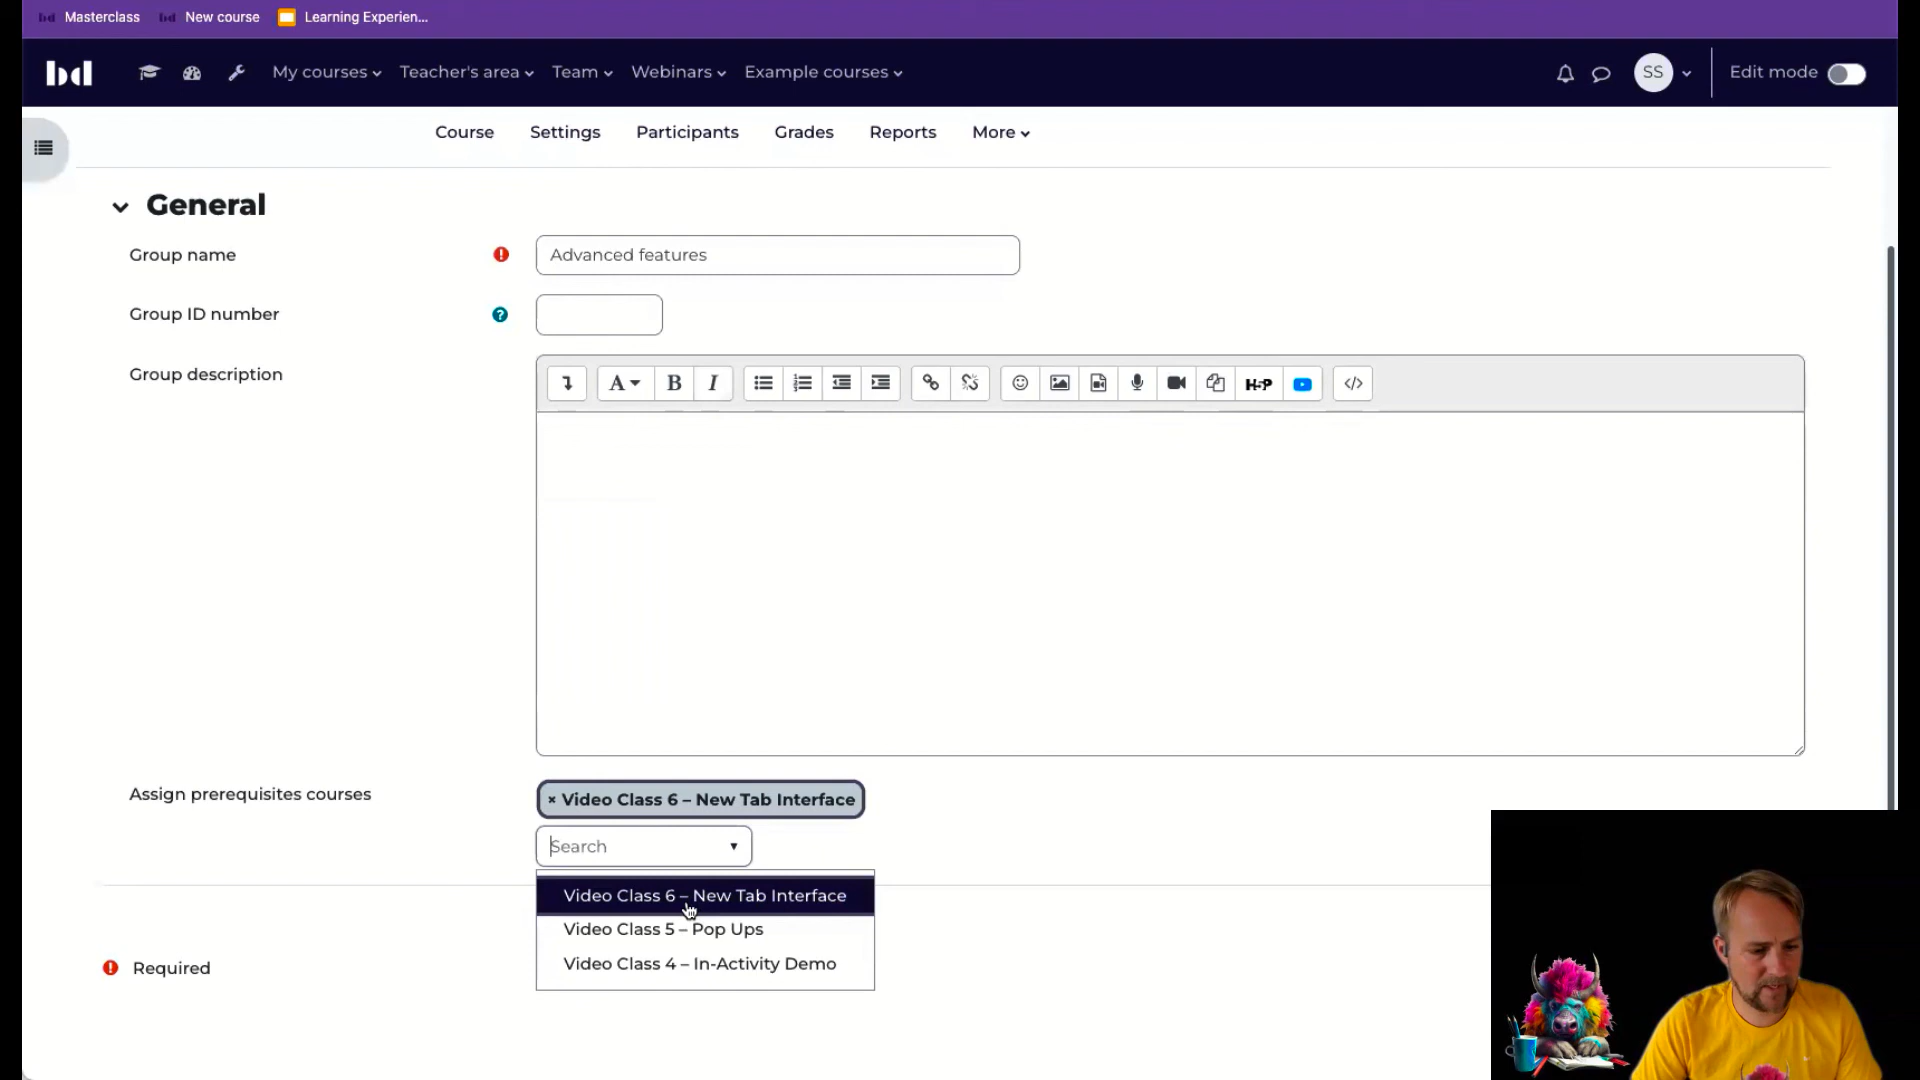 Masterclass New course Learning Experien...
bd My courses Teacher's area Team Webinars Example courses SS Edit mode
Course Settings Participants Grades Reports More
General
Group name Advanced features
Group ID number
Group description
A B I H5P
Assign prerequisites courses
× Video Class 6 – New Tab Interface
Search
Video Class 6 – New Tab Interface
Video Class 5 – Pop Ups
Video Class 4 – In-Activity Demo
Required